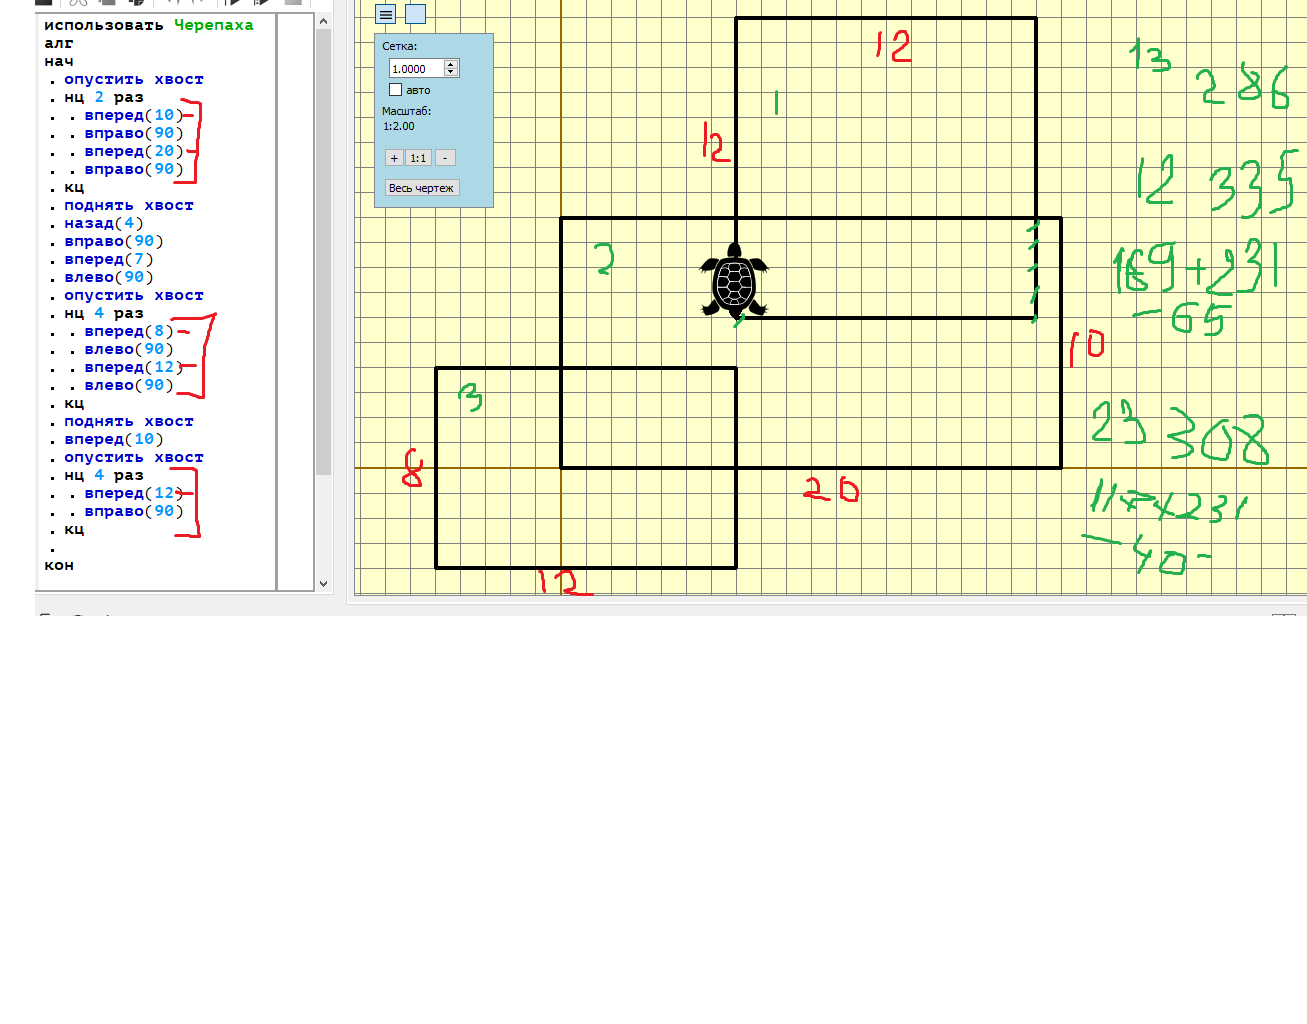 использовать Черепаха
алг
нач
. опустить хвост
. нц 2 раз
. . вперед(10)
. . вправо(90)
. . вперед(20)
. . вправо(90)
. кц
. поднять хвост
. назад(4)
. вправо(90)
. вперед(7)
. влево(90)
. опустить хвост
. нц 4 раз
. . вперед(8)
. . влево(90)
. . вперед(12)
. . влево(90)
. кц
. поднять хвост
. вперед(10)
. опустить хвост
. нц 4 раз
. . вперед(12)
. . вправо(90)
. кц
.
кон
Сетка:
1.0000
авто
Масштаб:
1:2.00
+ 1:1 -
Весь чертеж
12
1
12
2
10
3
8
20
12
13 286
12 335
169+231
-65
23 308